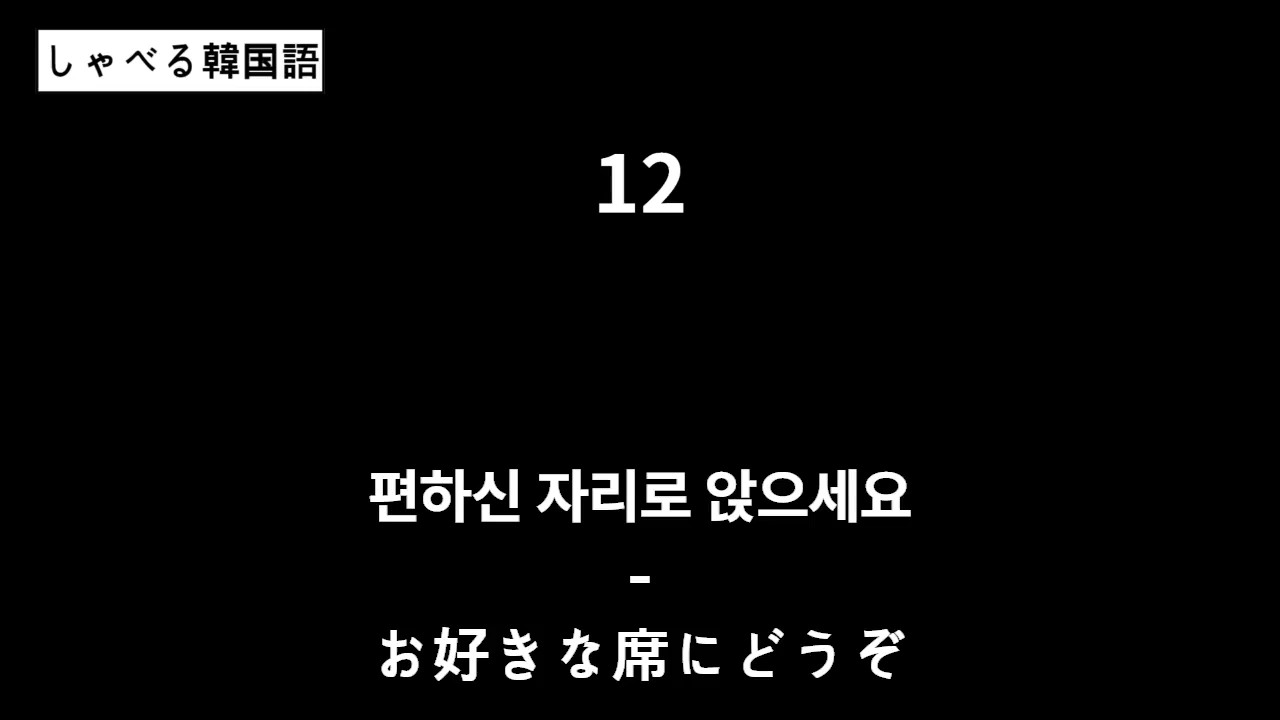 しゃべる韓国語
12
편하신 자리로 앉으세요
-
お好きな席にどうぞ